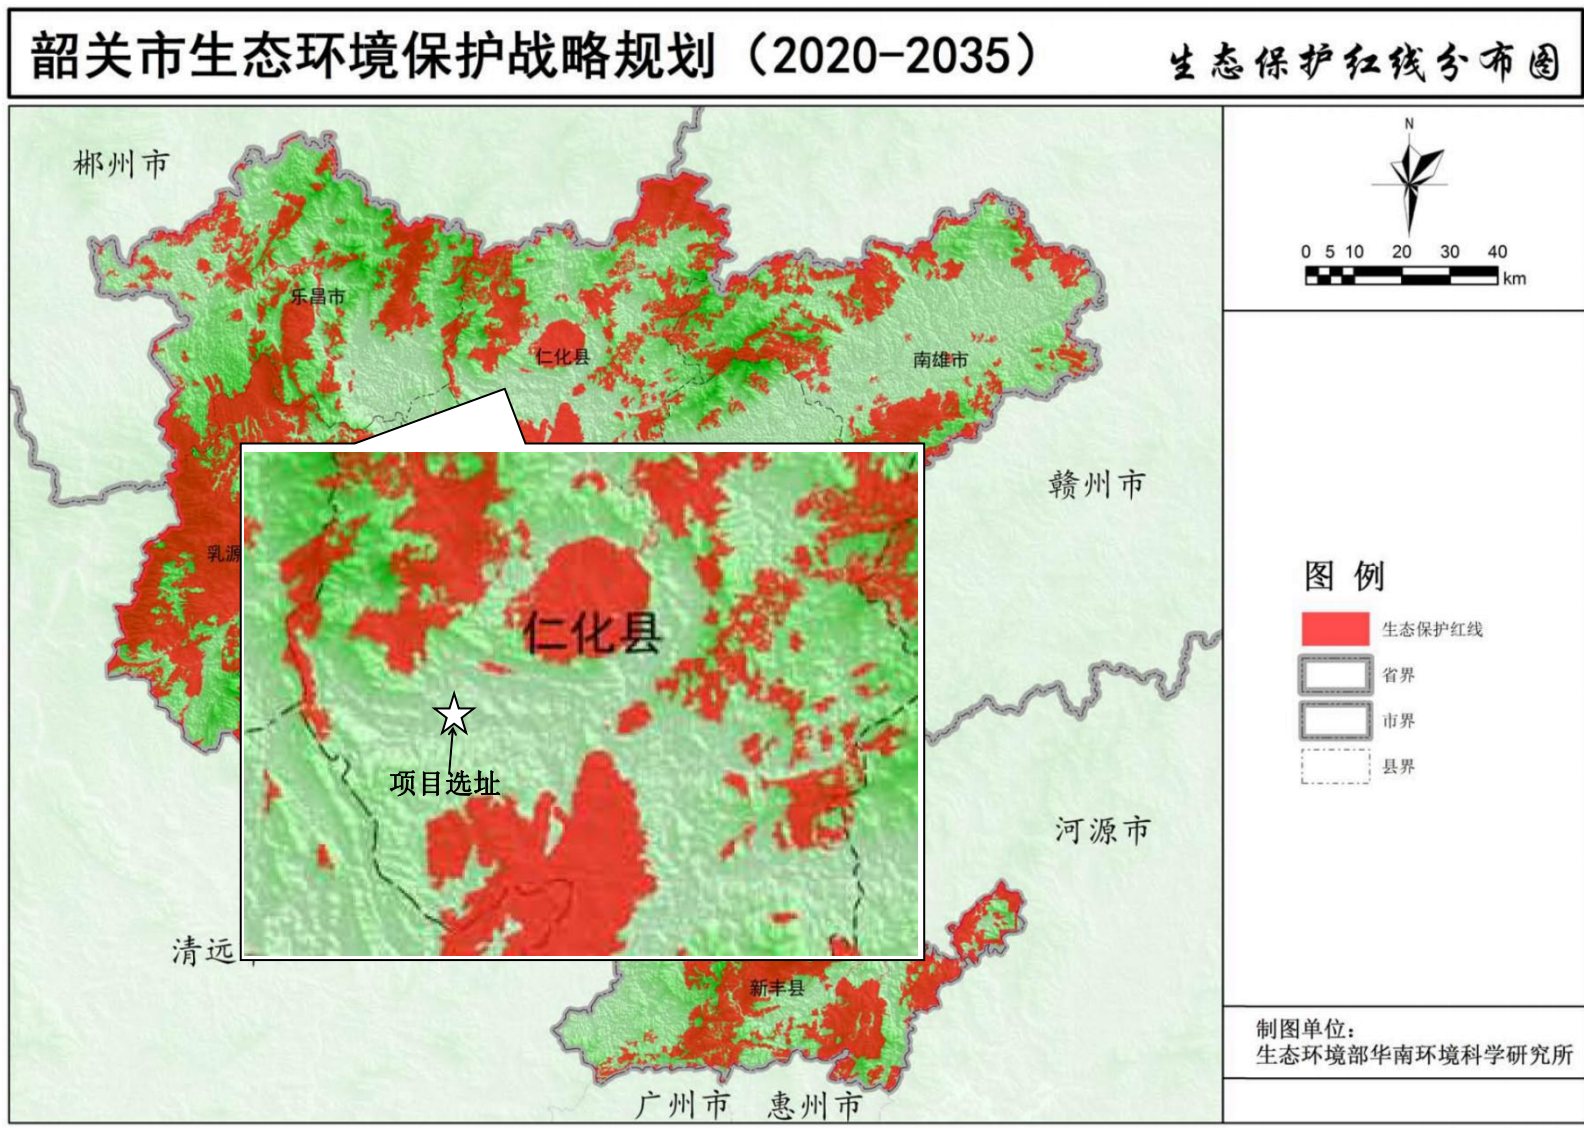 韶关市生态环境保护战略规划（2020-2035）
生态保护红线分布图
郴州市
N
0 5 10 20 30 40
km
乐昌市
仁化县
南雄市
赣州市
乳源
仁化县
项目选址
图 例
生态保护红线
省界
市界
县界
河源市
清远
新丰县
广州市
惠州市
制图单位：
生态环境部华南环境科学研究所